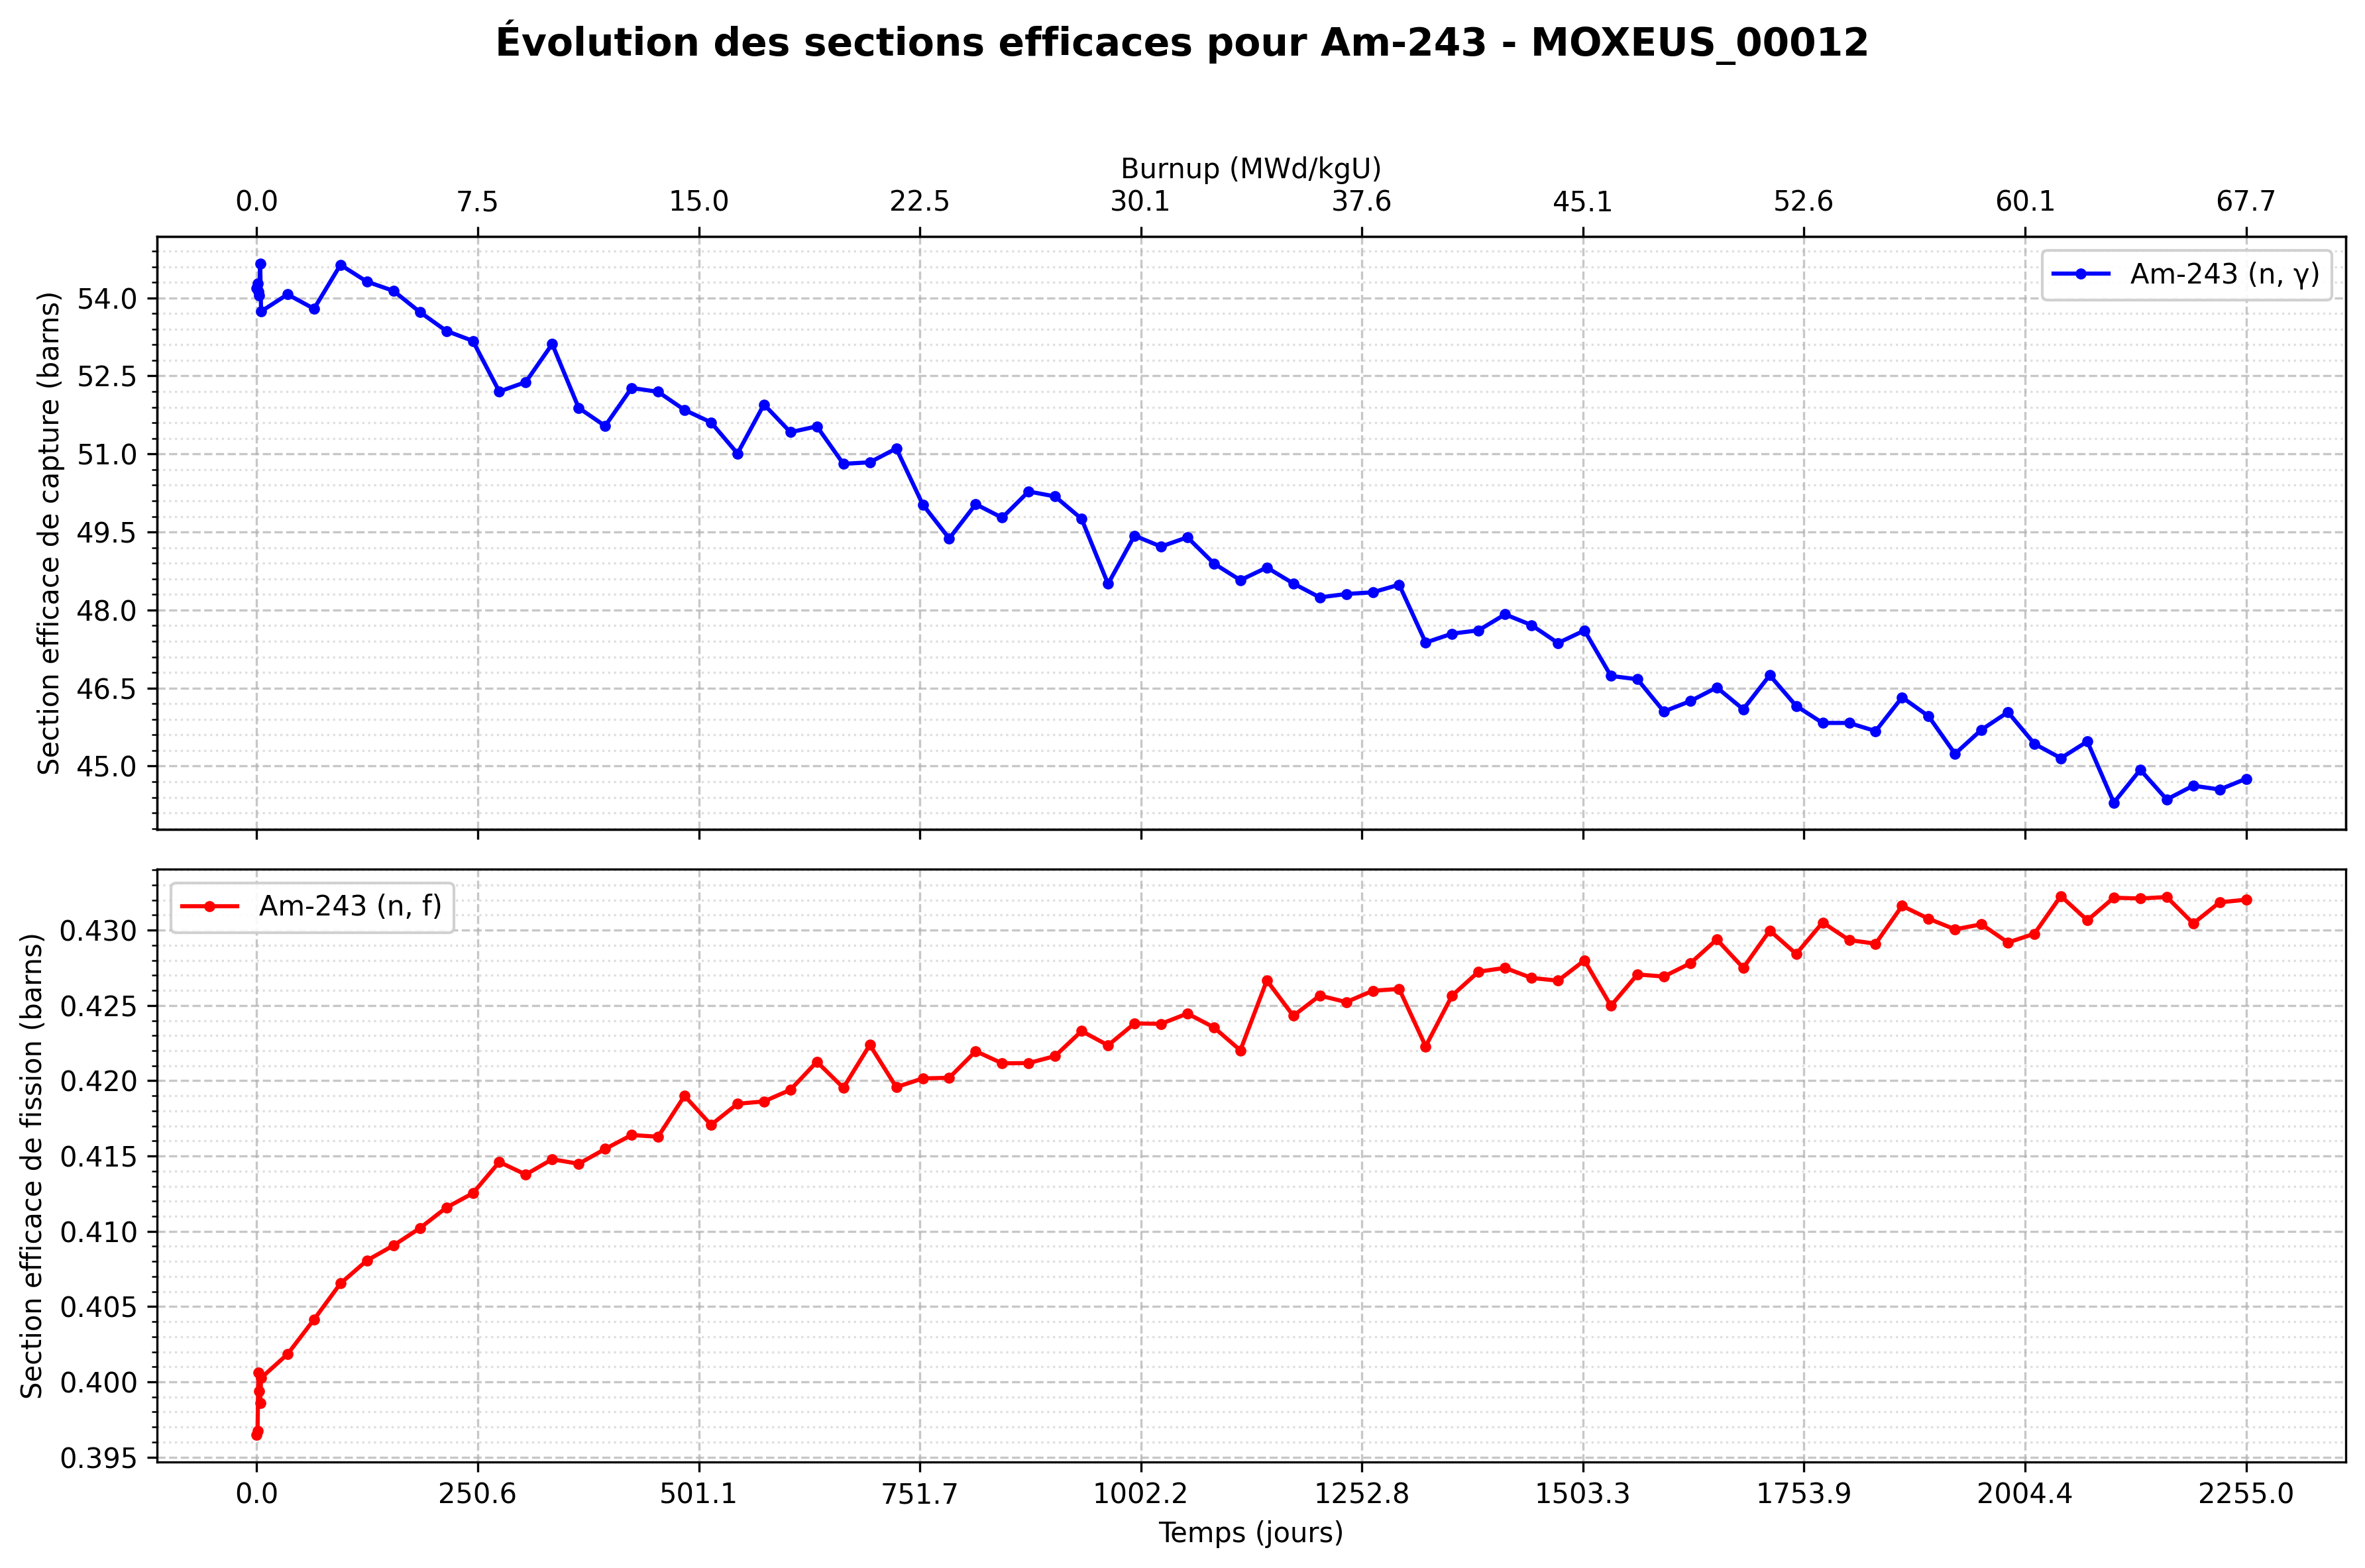 Évolution des sections efficaces pour Am-243 - MOXEUS_00012
Burnup (MWd/kgU)
0.0 7.5 15.0 22.5 30.1 37.6 45.1 52.6 60.1 67.7
Section efficace de capture (barns)
54.0
52.5
51.0
49.5
48.0
46.5
45.0
Am-243 (n, γ)
Section efficace de fission (barns)
0.430
0.425
0.420
0.415
0.410
0.405
0.400
0.395
Am-243 (n, f)
0.0 250.6 501.1 751.7 1002.2 1252.8 1503.3 1753.9 2004.4 2255.0
Temps (jours)